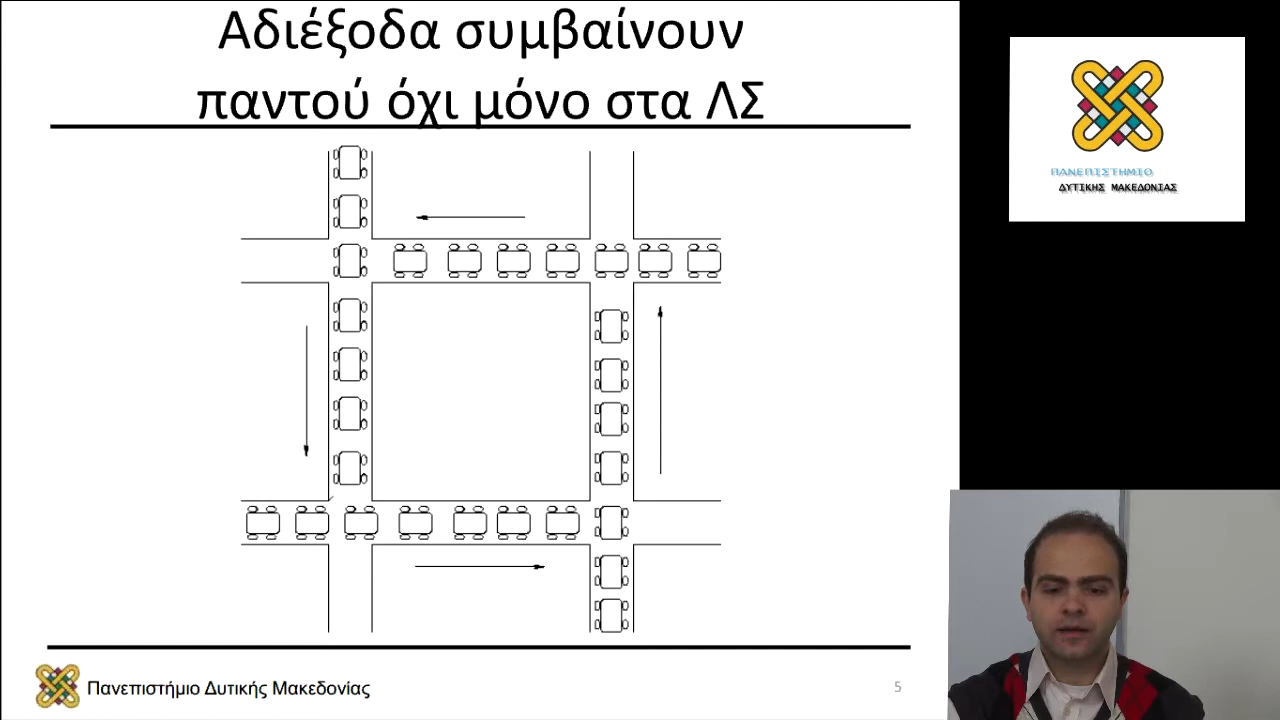 Αδιέξοδα συμβαίνουν
παντού όχι μόνο στα ΛΣ
ΠΑΝΕΠΙΣΤΗΜΙΟ
ΔΥΤΙΚΗΣ ΜΑΚΕΔΟΝΙΑΣ
Πανεπιστήμιο Δυτικής Μακεδονίας
5